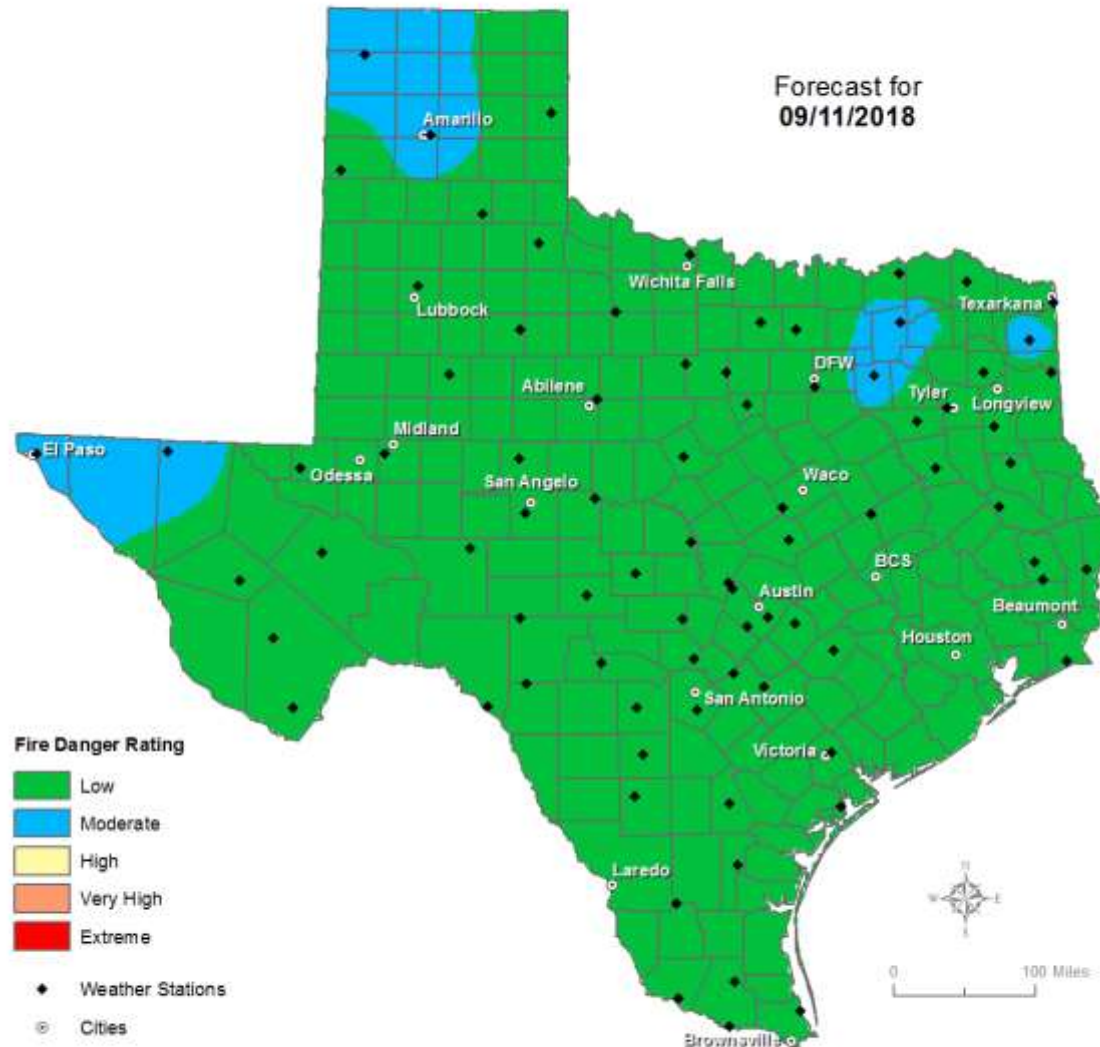 Forecast for
09/11/2018
Amarillo
Wichita Falls
Texarkana
Lubbock
DFW
Abilene
Tyler
Longview
Midland
El Paso
Odessa
San Angelo
Waco
BCS
Austin
Beaumont
Houston
San Antonio
Victoria
Laredo
Brownsville
Fire Danger Rating
Low
Moderate
High
Very High
Extreme
Weather Stations
Cities
N
W
E
S
0 100 Miles